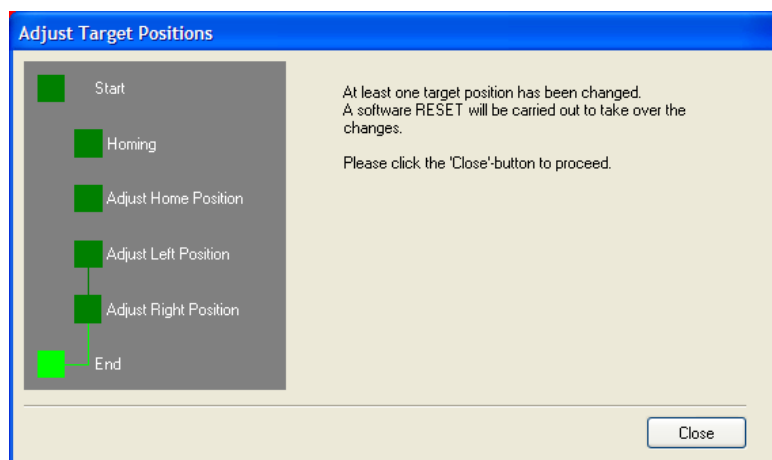 Adjust Target Positions
Start
Homing
Adjust Home Position
Adjust Left Position
Adjust Right Position
End
At least one target position has been changed.
A software RESET will be carried out to take over the
changes.
Please click the 'Close'-button to proceed.
Close